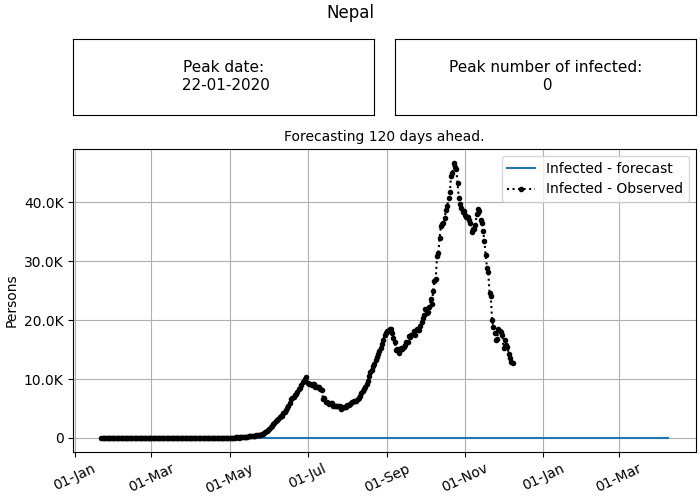 Nepal
Peak date:
22-01-2020
Peak number of infected:
0
Forecasting 120 days ahead.
Infected - forecast
Infected - Observed
Persons
40.0K
30.0K
20.0K
10.0K
0
01-Jan
01-Mar
01-May
01-Jul
01-Sep
01-Nov
01-Jan
01-Mar